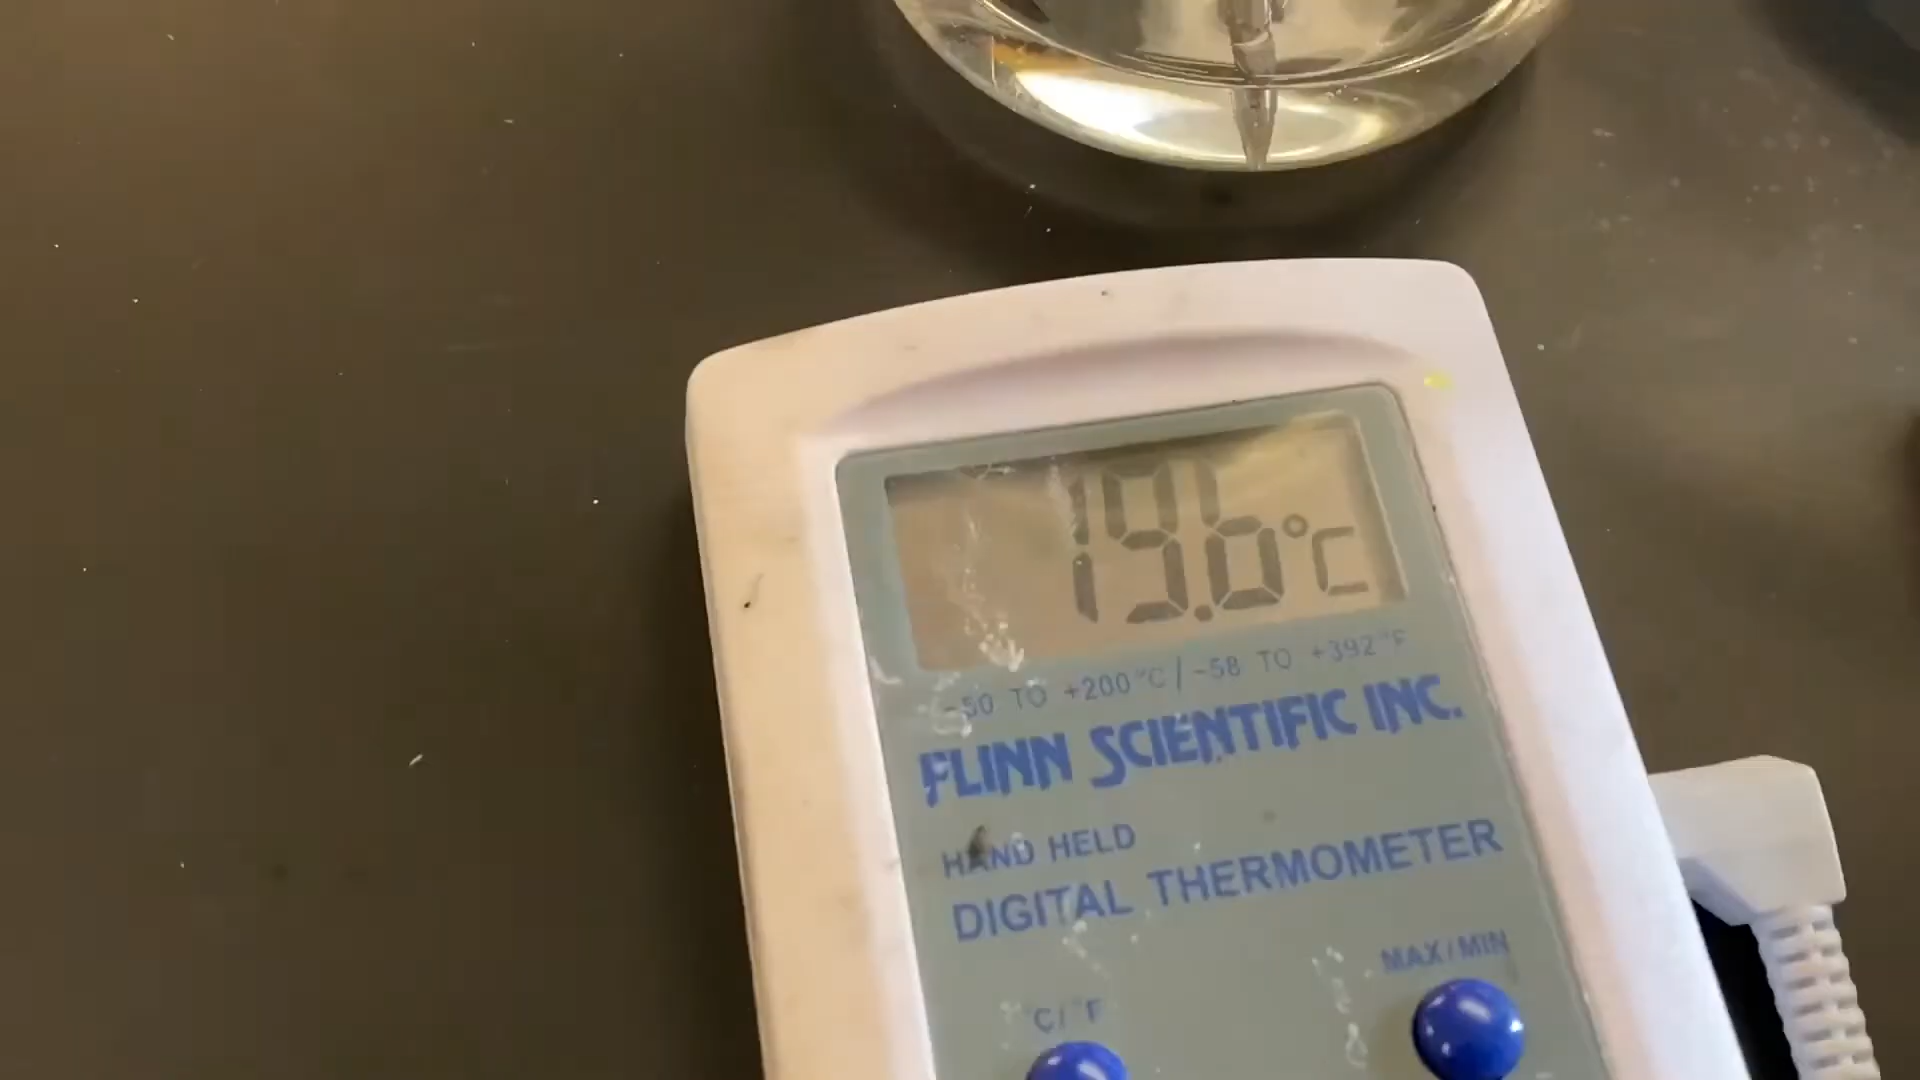 19.6°C
-50 TO +200°C/-58 TO +392°F
FLINN SCIENTIFIC INC.
HAND HELD
DIGITAL THERMOMETER
MAX/MIN
°C/°F